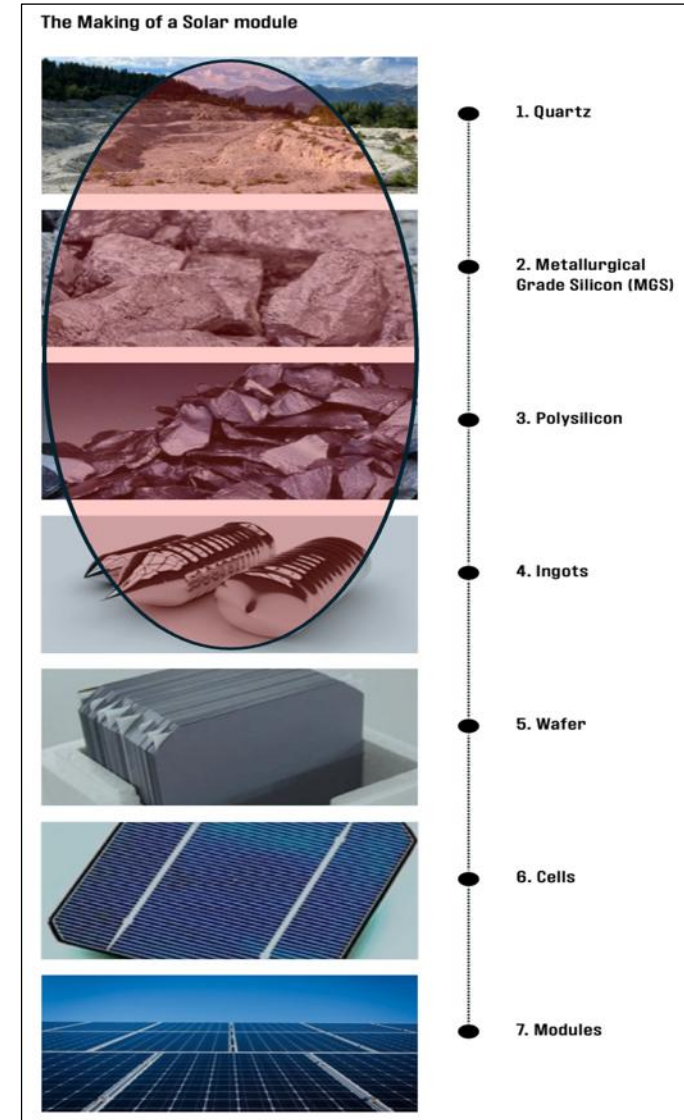 The Making of a Solar module
1. Quartz
2. Metallurgical
Grade Silicon (MGS)
3. Polysilicon
4. Ingots
5. Wafer
6. Cells
7. Modules